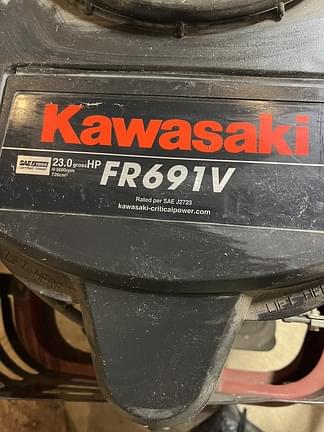 Kawasaki
SAE
23.0 gross HP
@ 3600rpm
726cm³
FR691V
Rated per SAE J2723
kawasaki-criticalpower.com
LIFT HERE
LIFT HERE